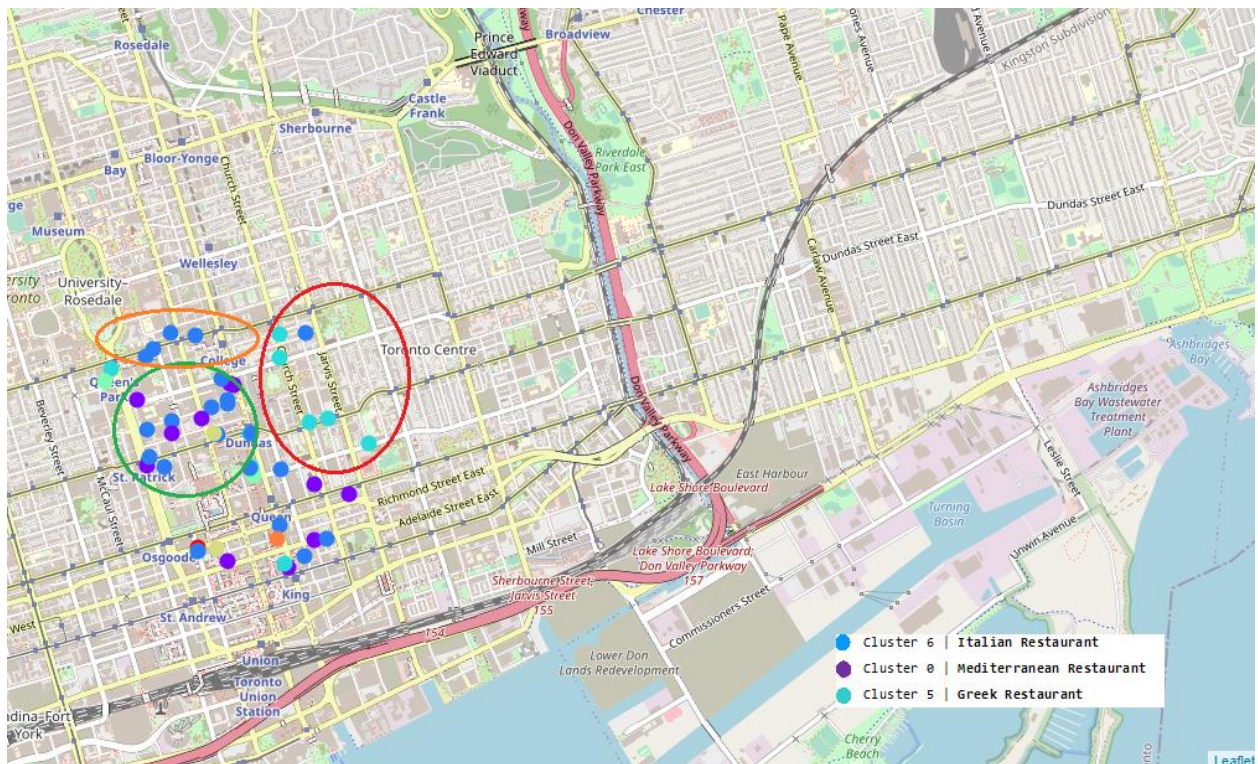 Rosedale
Chester
Broadview
Prince
Edward
Viaduct
Castle
Frank
Sherbourne
Bloor-Yonge
Bay
Church Street
Museum
Wellesley
University–
Rosedale
College
Queen's
Park
Church Street
Jarvis Street
Toronto Centre
Beverley Street
Dundas
St. Patrick
McCaul Street
Richmond Street East
Adelaide Street East
Queen
Osgoode
Mill Street
King
St. Andrew
West
Union
Toronto
Union
Station
York
154
Sherbourne Street;
Jarvis Street
155
Don Valley Parkway
Riverdale
Park East
Don Valley Parkway
Pape Avenue
Jones Avenue
Kingston Subdivision
Carlaw Avenue
Dundas Street East
Dundas Street East
East Harbour
Lake Shore Boulevard
Lake Shore Boulevard;
Don Valley Parkway
157
Commissioners Street
Lower Don
Lands Redevelopment
Leslie Street
Unwin Avenue
Turning
Basin
Ashbridges
Bay
Ashbridges
Bay Wastewater
Treatment
Plant
Cluster 6 | Italian Restaurant
Cluster 0 | Mediterranean Restaurant
Cluster 5 | Greek Restaurant
Cherry
Beach
Leaflet